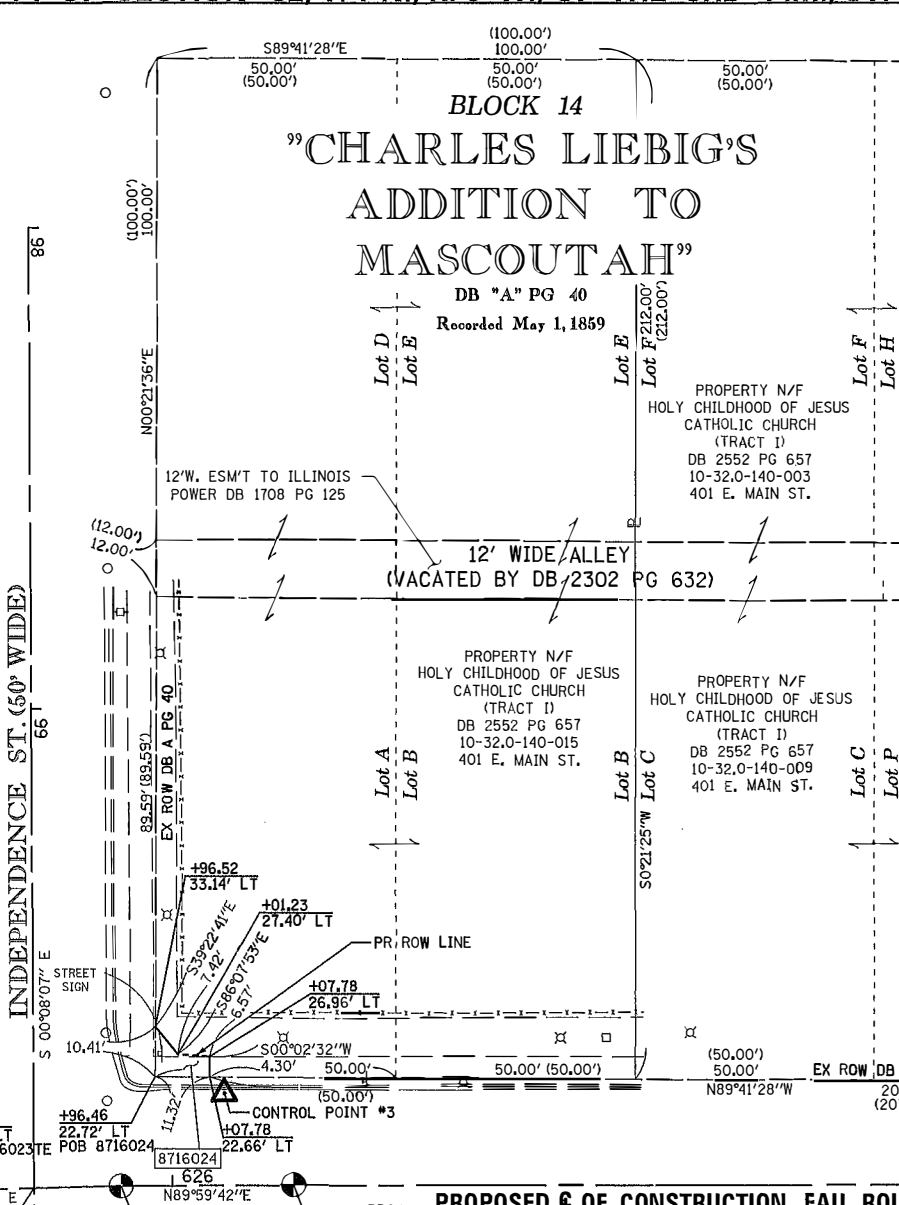 (100.00')
S89°41'28"E
100.00'
50.00'
(50.00')
50.00'
(50.00')
50.00'
(50.00')
BLOCK 14
"CHARLES LIEBIG'S
ADDITION TO
MASCOUTAH"
DB "A" PG 40
Recorded May 1, 1859
(100.00')
100.00'
98
N00°21'36"E
Lot D
Lot E
Lot E
Lot F
212.00'
(212.00')
Lot F
Lot H
PROPERTY N/F
HOLY CHILDHOOD OF JESUS
CATHOLIC CHURCH
(TRACT I)
DB 2552 PG 657
10-32.0-140-003
401 E. MAIN ST.
12'W. ESM'T TO ILLINOIS
POWER DB 1708 PG 125
(12.00')
12.00'
12' WIDE ALLEY
(VACATED BY DB 2302 PG 632)
INDEPENDENCE ST. (50' WIDE)
99
S 00°08'07" E
89.59' (89.59')
EX ROW DB A PG 40
PROPERTY N/F
HOLY CHILDHOOD OF JESUS
CATHOLIC CHURCH
(TRACT I)
DB 2552 PG 657
10-32.0-140-015
401 E. MAIN ST.
PROPERTY N/F
HOLY CHILDHOOD OF JESUS
CATHOLIC CHURCH
(TRACT I)
DB 2552 PG 657
10-32.0-140-009
401 E. MAIN ST.
Lot A
Lot B
Lot B
Lot C
Lot C
Lot P
S0°21'25"W
+96.52
33.14' LT
+01.23
27.40' LT
S39°22'41"E
7.42'
S86°07'53"E
6.57'
PR ROW LINE
+07.78
26.96' LT
STREET
SIGN
10.41'
S00°02'32"W
4.30'
50.00'
(50.00')
50.00' (50.00')
(50.00')
50.00'
EX ROW DB
N89°41'28"W
20
(20'
11.32'
CONTROL POINT #3
+96.46
22.72' LT
POB 8716024
+07.78
22.66' LT
LT
6023TE
8716024
626
N89°59'42"E
E
PROPOSED ℄ OF CONSTRUCTION FAU ROU